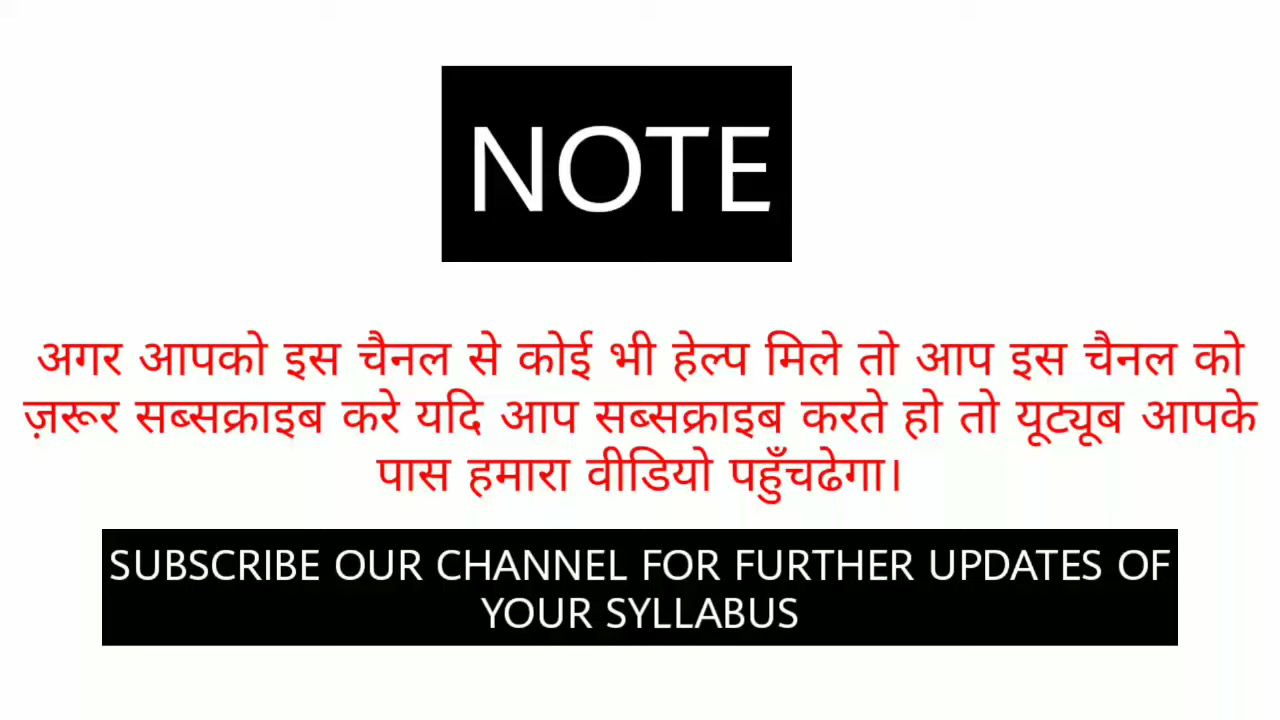 NOTE
अगर आपको इस चैनल से कोई भी हेल्प मिले तो आप इस चैनल को
ज़रूर सब्सक्राइब करे यदि आप सब्सक्राइब करते हो तो यूट्यूब आपके
पास हमारा वीडियो पहुँचढेगा।
SUBSCRIBE OUR CHANNEL FOR FURTHER UPDATES OF
YOUR SYLLABUS